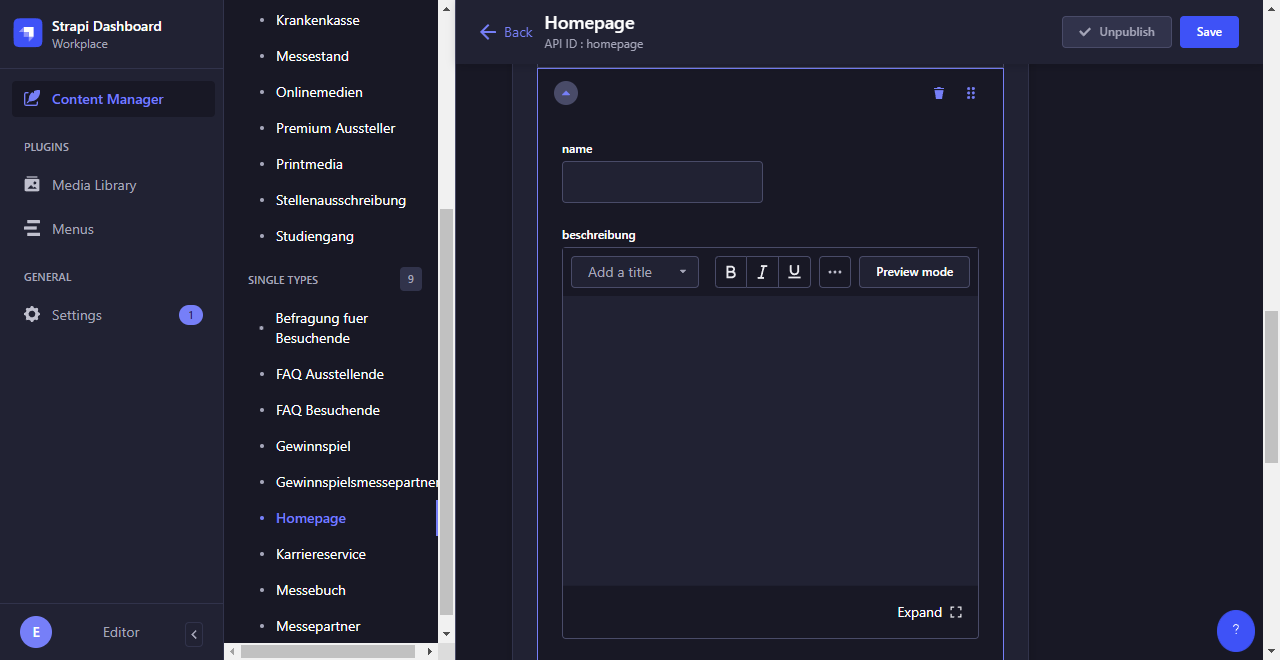 Strapi Dashboard
Workplace
Content Manager
PLUGINS
Media Library
Menus
GENERAL
Settings
1
E
Editor
Krankenkasse
Messestand
Onlinemedien
Premium Aussteller
Printmedia
Stellenausschreibung
Studiengang
SINGLE TYPES
9
Befragung fuer
Besuchende
FAQ Ausstellende
FAQ Besuchende
Gewinnspiel
Gewinnspielsmessepartner
Homepage
Karriereservice
Messebuch
Messepartner
Back
Homepage
API ID : homepage
Unpublish
Save
name
beschreibung
Add a title
B
I
U
Preview mode
Expand
?